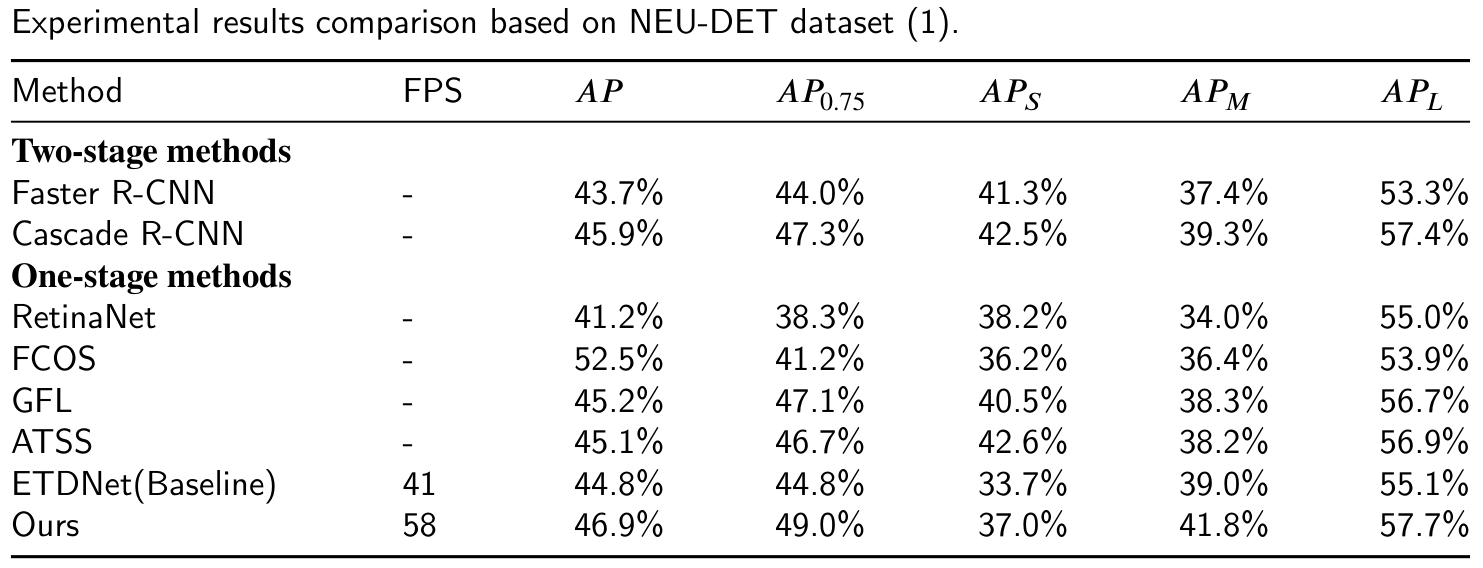 Experimental results comparison based on NEU-DET dataset (1).
Method FPS AP AP0.75 APS APM APL
Two-stage methods
Faster R-CNN - 43.7% 44.0% 41.3% 37.4% 53.3%
Cascade R-CNN - 45.9% 47.3% 42.5% 39.3% 57.4%
One-stage methods
RetinaNet - 41.2% 38.3% 38.2% 34.0% 55.0%
FCOS - 52.5% 41.2% 36.2% 36.4% 53.9%
GFL - 45.2% 47.1% 40.5% 38.3% 56.7%
ATSS - 45.1% 46.7% 42.6% 38.2% 56.9%
ETDNet(Baseline) 41 44.8% 44.8% 33.7% 39.0% 55.1%
Ours 58 46.9% 49.0% 37.0% 41.8% 57.7%